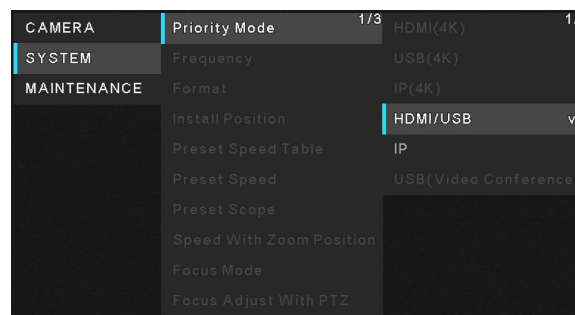 CAMERA
SYSTEM
MAINTENANCE
Priority Mode 1/3
Frequency
Format
Install Position
Preset Speed Table
Preset Speed
Preset Scope
Speed With Zoom Position
Focus Mode
Focus Adjust With PTZ
HDMI(4K)
USB(4K)
IP(4K)
HDMI/USB
IP
USB(Video Conference